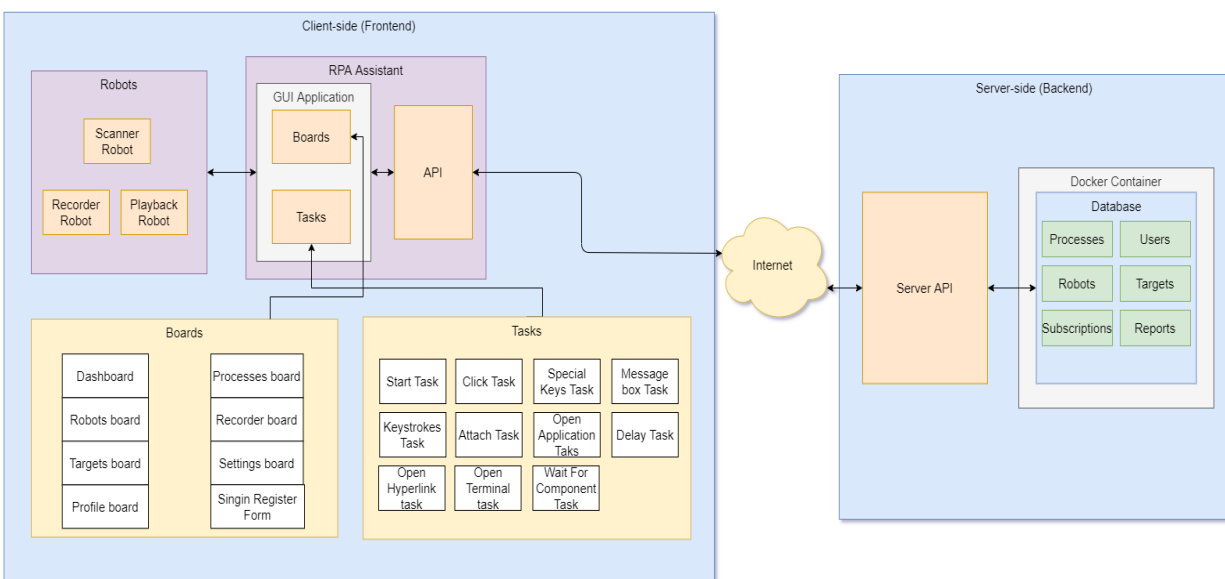 Client-side (Frontend)
Robots
Scanner
Robot
Recorder
Robot
Playback
Robot
RPA Assistant
GUI Application
Boards
Tasks
API
Boards
Dashboard
Robots board
Targets board
Profile board
Processes board
Recorder board
Settings board
Singin Register
Form
Tasks
Start Task
Click Task
Special
Keys Task
Message
box Task
Keystrokes
Task
Attach Task
Open
Application
Taks
Delay Task
Open
Hyperlink
task
Open
Terminal
task
Wait For
Component
Task
Internet
Server-side (Backend)
Server API
Docker Container
Database
Processes
Users
Robots
Targets
Subscriptions
Reports